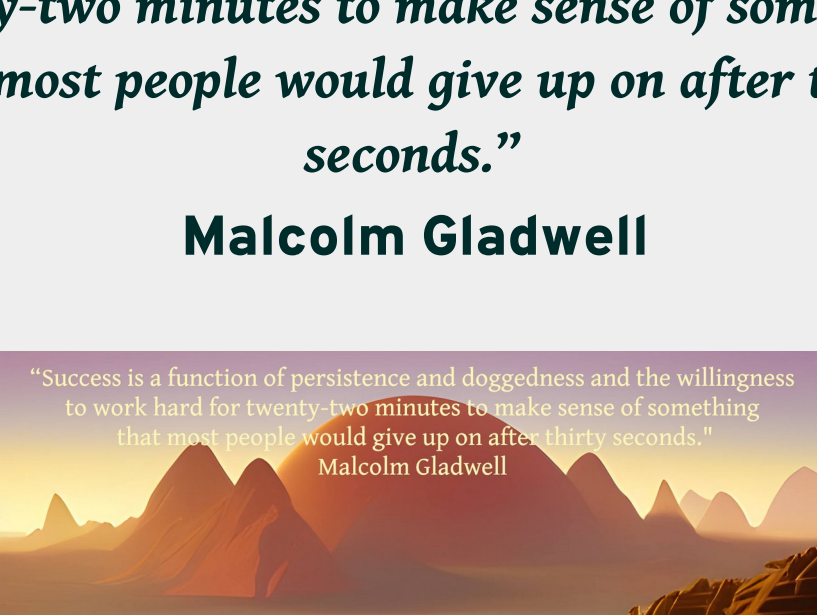 y-two minutes to make sense of som
most people would give up on after t
seconds.”
Malcolm Gladwell
“Success is a function of persistence and doggedness and the willingness
to work hard for twenty-two minutes to make sense of something
that most people would give up on after thirty seconds."
Malcolm Gladwell